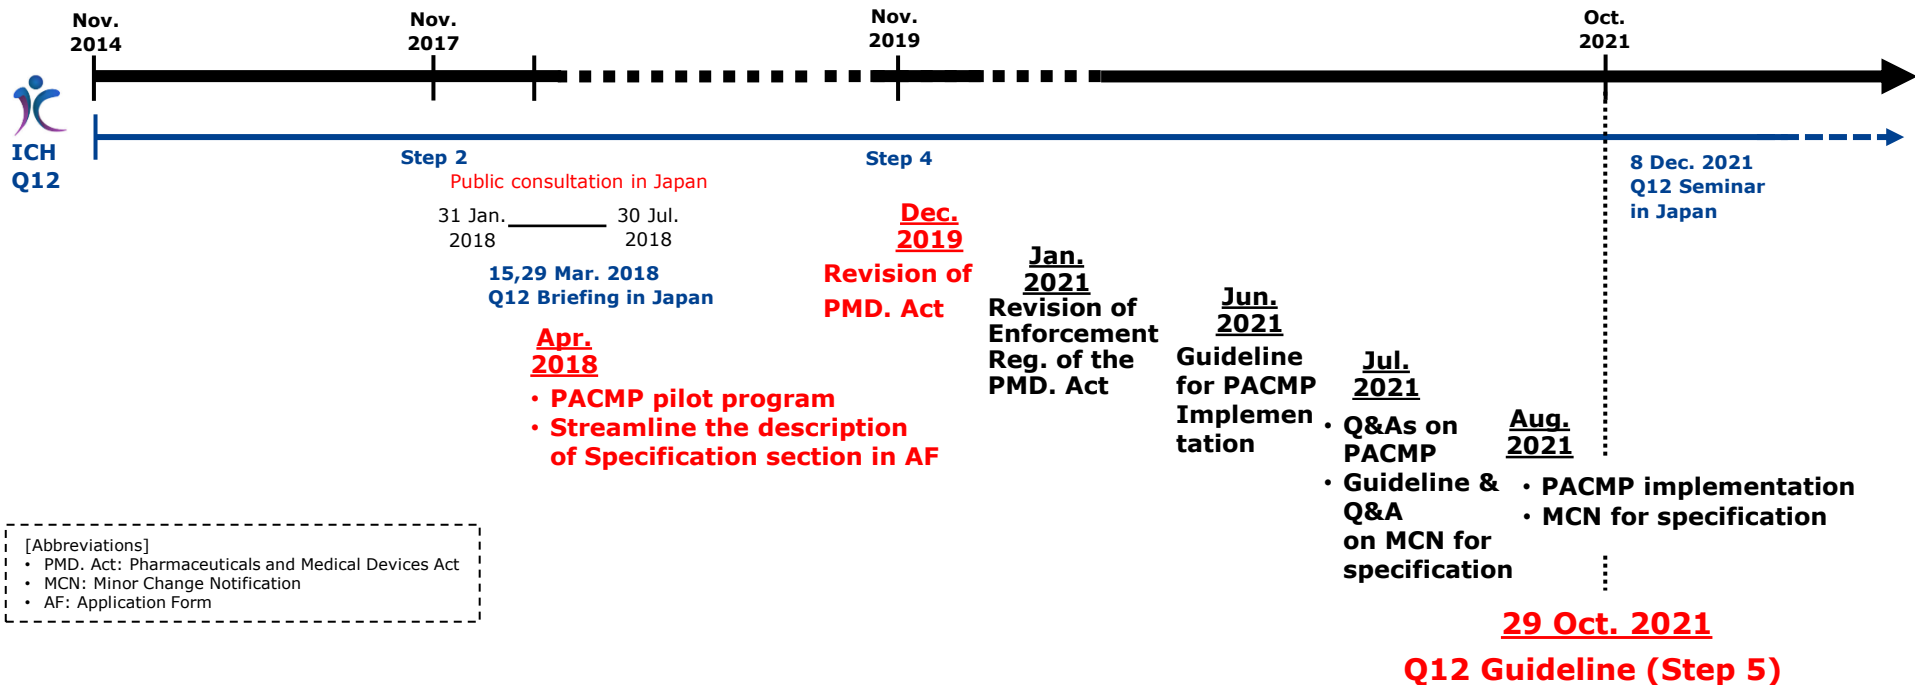 Nov.
2014
Nov.
2017
Nov.
2019
Oct.
2021
ICH
Q12
Step 2
Step 4
8 Dec. 2021
Q12 Seminar
in Japan
Public consultation in Japan
31 Jan.
2018
30 Jul.
2018
15,29 Mar. 2018
Q12 Briefing in Japan
Apr.
2018
• PACMP pilot program
• Streamline the description
of Specification section in AF
Dec.
2019
Revision of
PMD. Act
Jan.
2021
Revision of
Enforcement
Reg. of the
PMD. Act
Jun.
2021
Guideline
for PACMP
Implemen
tation
Jul.
2021
• Q&As on
PACMP
• Guideline &
Q&A
on MCN for
specification
Aug.
2021
• PACMP implementation
• MCN for specification
29 Oct. 2021
Q12 Guideline (Step 5)
[Abbreviations]
• PMD. Act: Pharmaceuticals and Medical Devices Act
• MCN: Minor Change Notification
• AF: Application Form